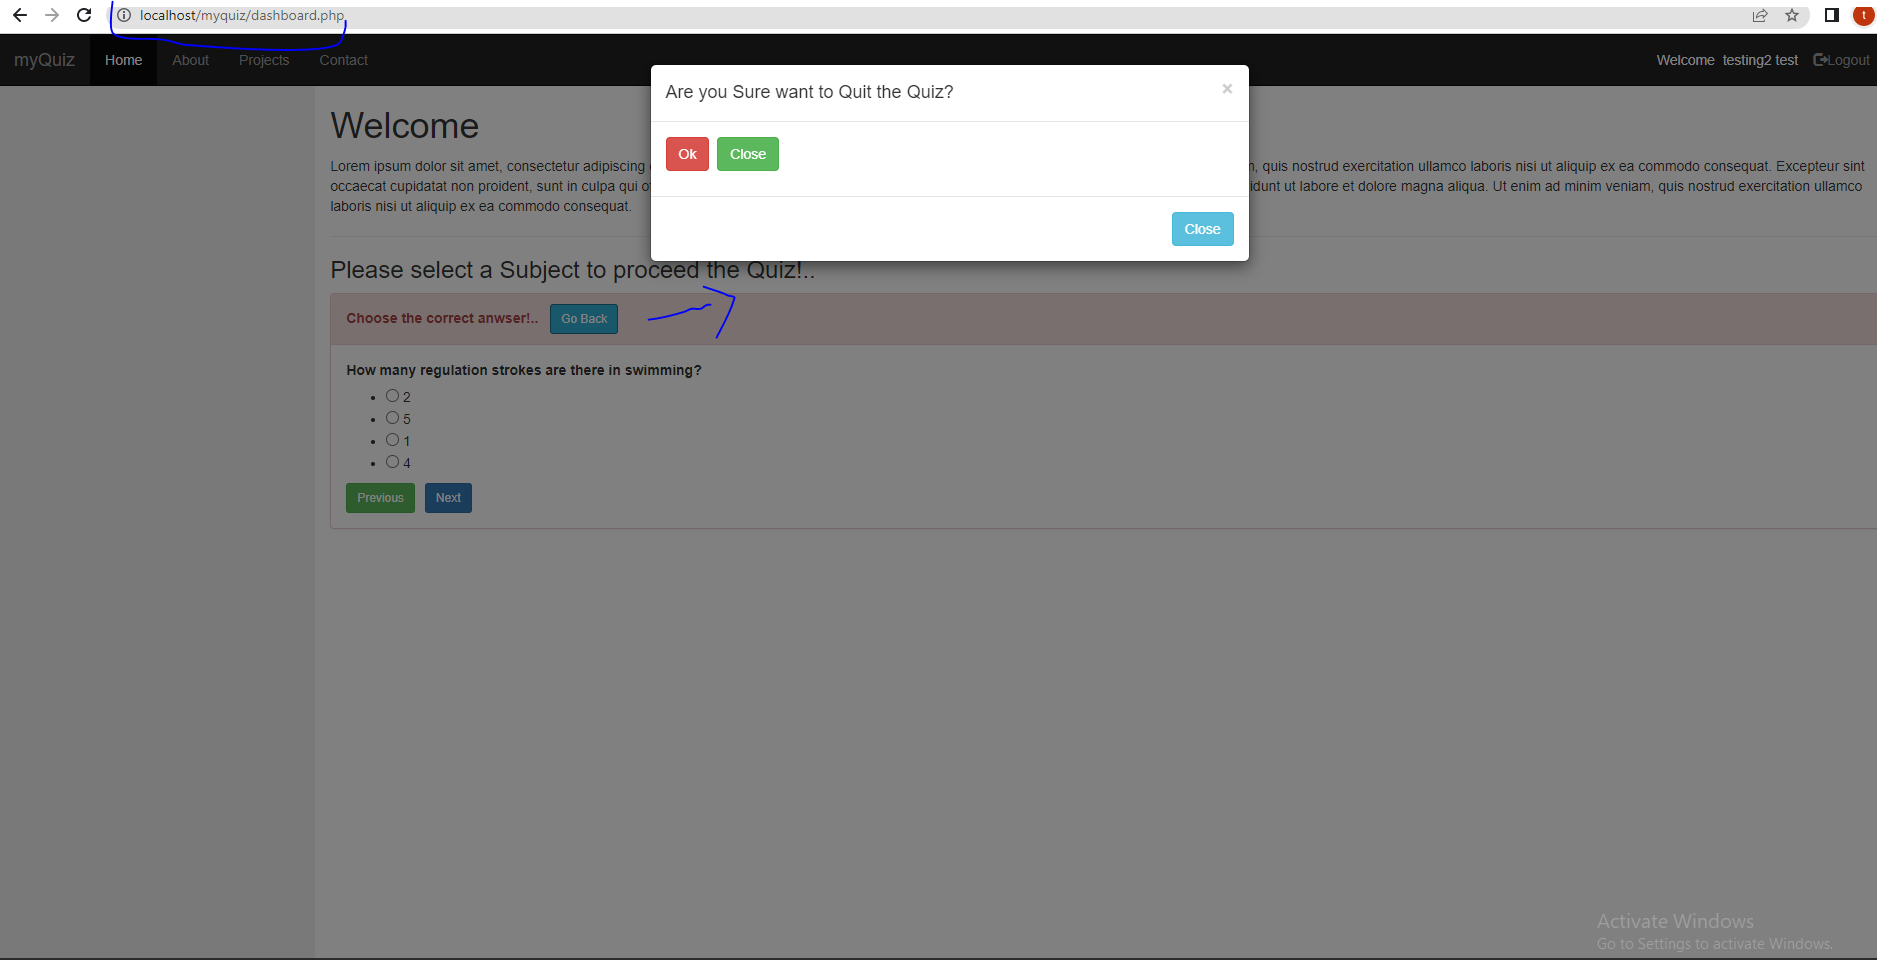 localhost/myquiz/dashboard.php
t
myQuiz Home About Projects Contact Welcome testing2 test Logout
Are you Sure want to Quit the Quiz? ×
Ok Close
Close
Welcome
Lorem ipsum dolor sit amet, consectetur adipiscing , quis nostrud exercitation ullamco laboris nisi ut aliquip ex ea commodo consequat. Excepteur sint
occaecat cupidatat non proident, sunt in culpa qui idunt ut labore et dolore magna aliqua. Ut enim ad minim veniam, quis nostrud exercitation ullamco
laboris nisi ut aliquip ex ea commodo consequat.
Please select a Subject to proceed the Quiz!..
Choose the correct anwser!.. Go Back
How many regulation strokes are there in swimming?
2
5
1
4
Previous Next
Activate Windows
Go to Settings to activate Windows.